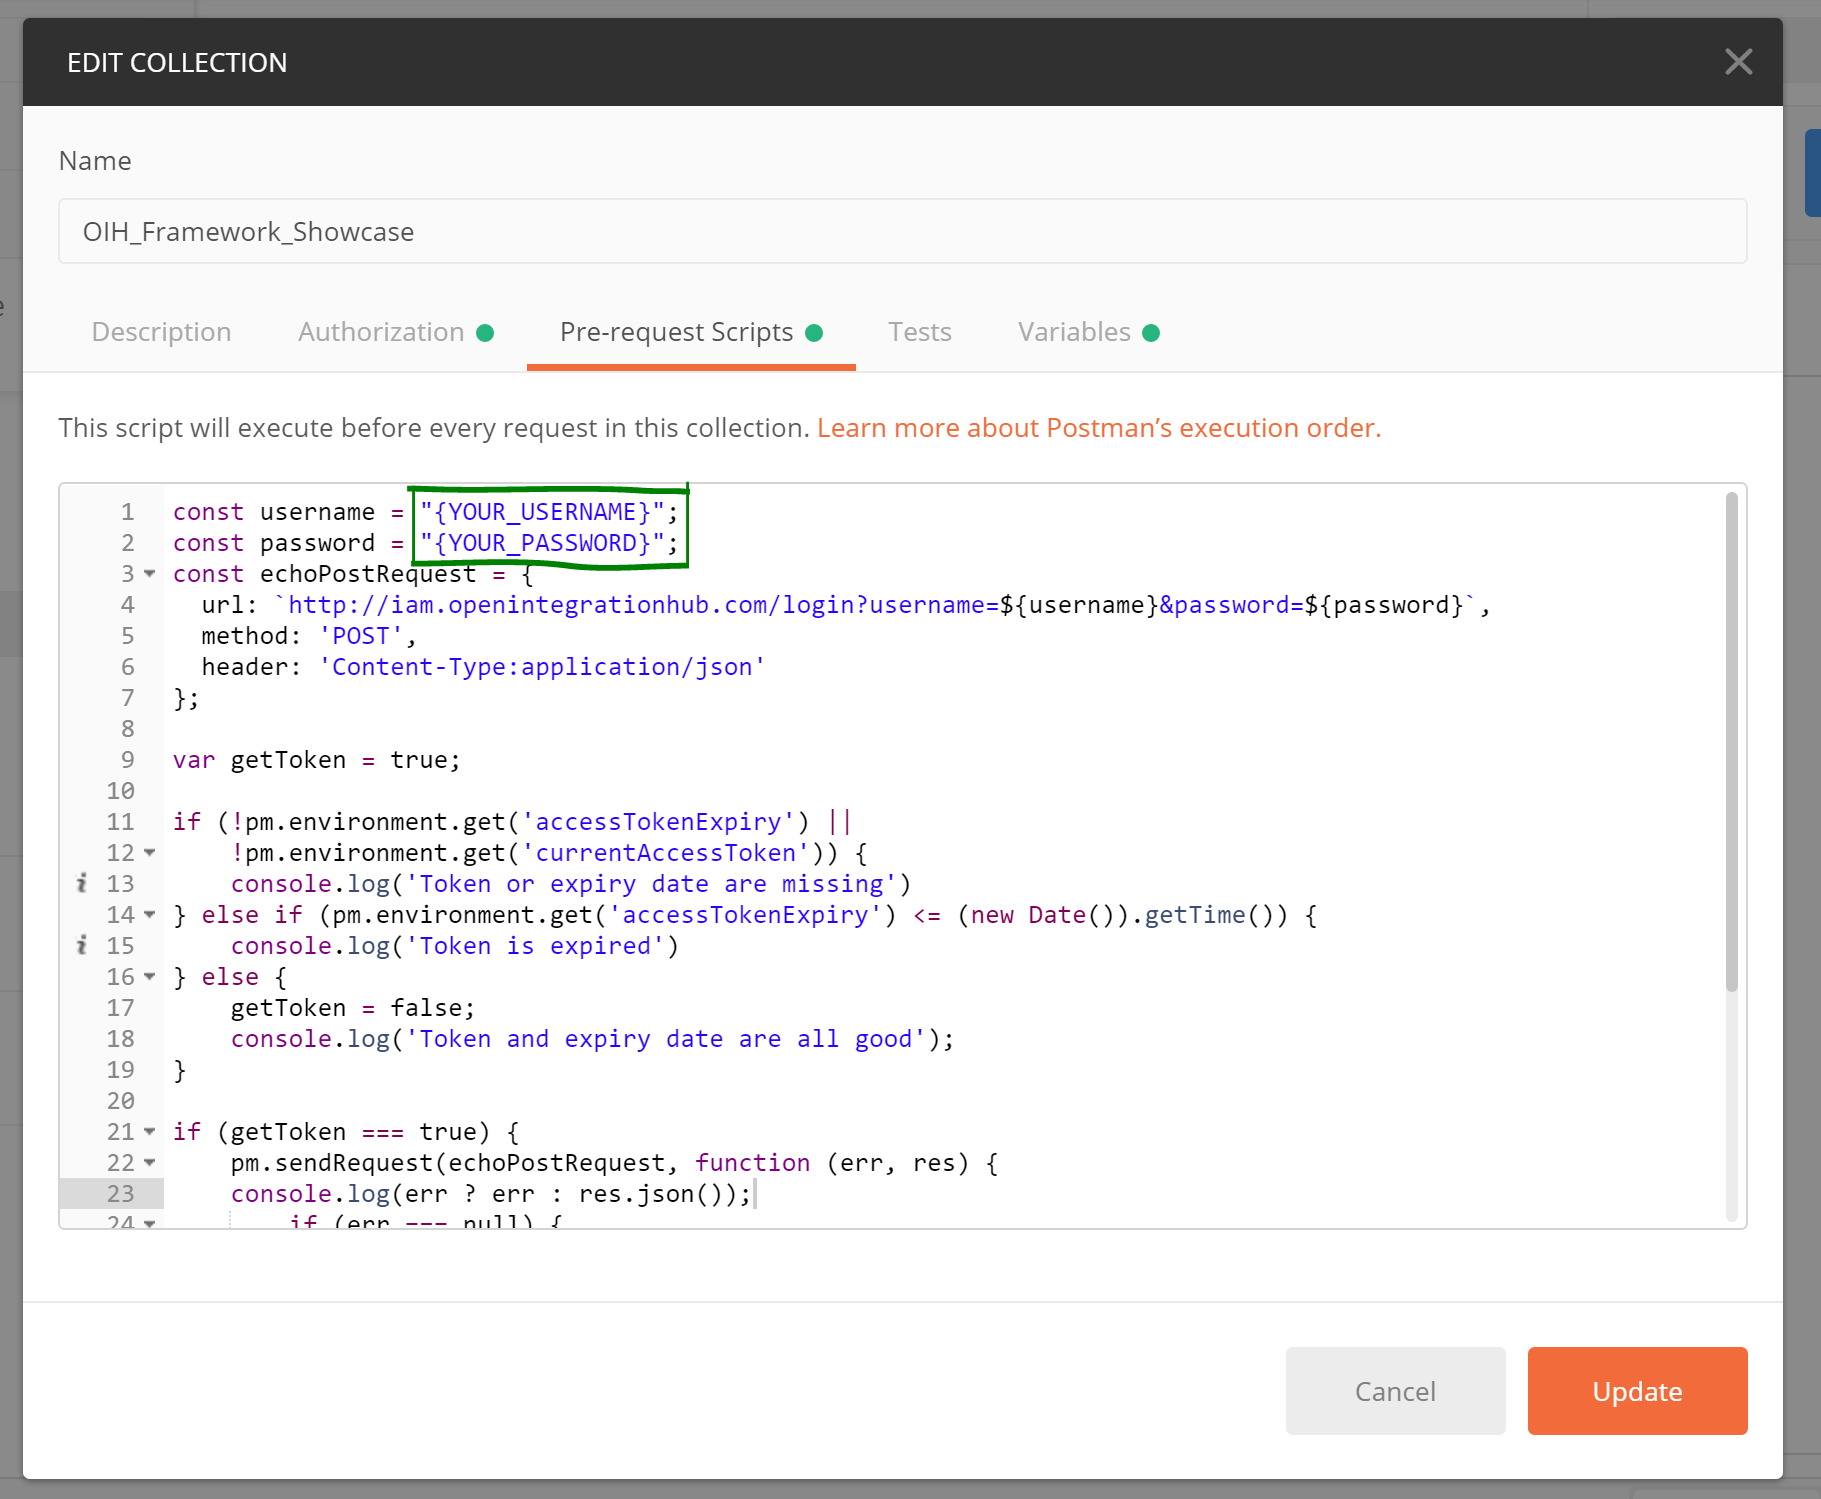 EDIT COLLECTION
Name
OIH_Framework_Showcase
Description Authorization Pre-request Scripts Tests Variables
This script will execute before every request in this collection. Learn more about Postman’s execution order.
1 const username = "{YOUR_USERNAME}";
2 const password = "{YOUR_PASSWORD}";
3 const echoPostRequest = {
4 url: `http://iam.openintegrationhub.com/login?username=${username}&password=${password}`,
5 method: 'POST',
6 header: 'Content-Type:application/json'
7 };
8
9 var getToken = true;
10
11 if (!pm.environment.get('accessTokenExpiry') ||
12 !pm.environment.get('currentAccessToken')) {
i 13 console.log('Token or expiry date are missing')
14 } else if (pm.environment.get('accessTokenExpiry') <= (new Date()).getTime()) {
i 15 console.log('Token is expired')
16 } else {
17 getToken = false;
18 console.log('Token and expiry date are all good');
19 }
20
21 if (getToken === true) {
22 pm.sendRequest(echoPostRequest, function (err, res) {
23 console.log(err ? err : res.json());
24 if (err === null) {
Cancel Update